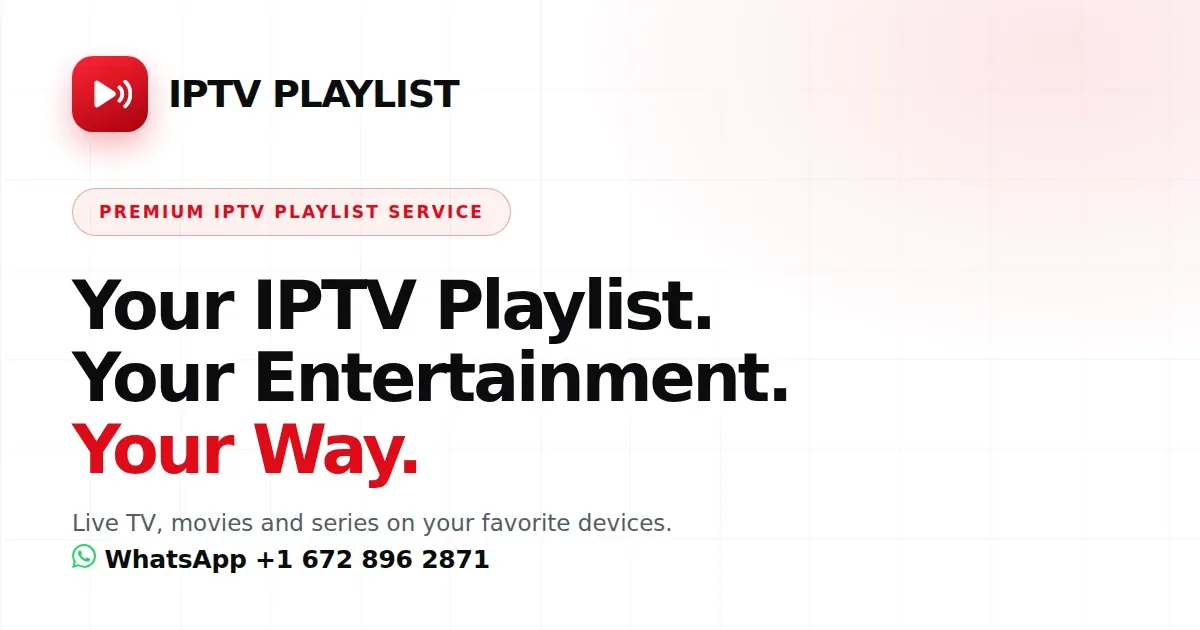 IPTV PLAYLIST
PREMIUM IPTV PLAYLIST SERVICE
Your IPTV Playlist.
Your Entertainment.
Your Way.
Live TV, movies and series on your favorite devices.
WhatsApp +1 672 896 2871